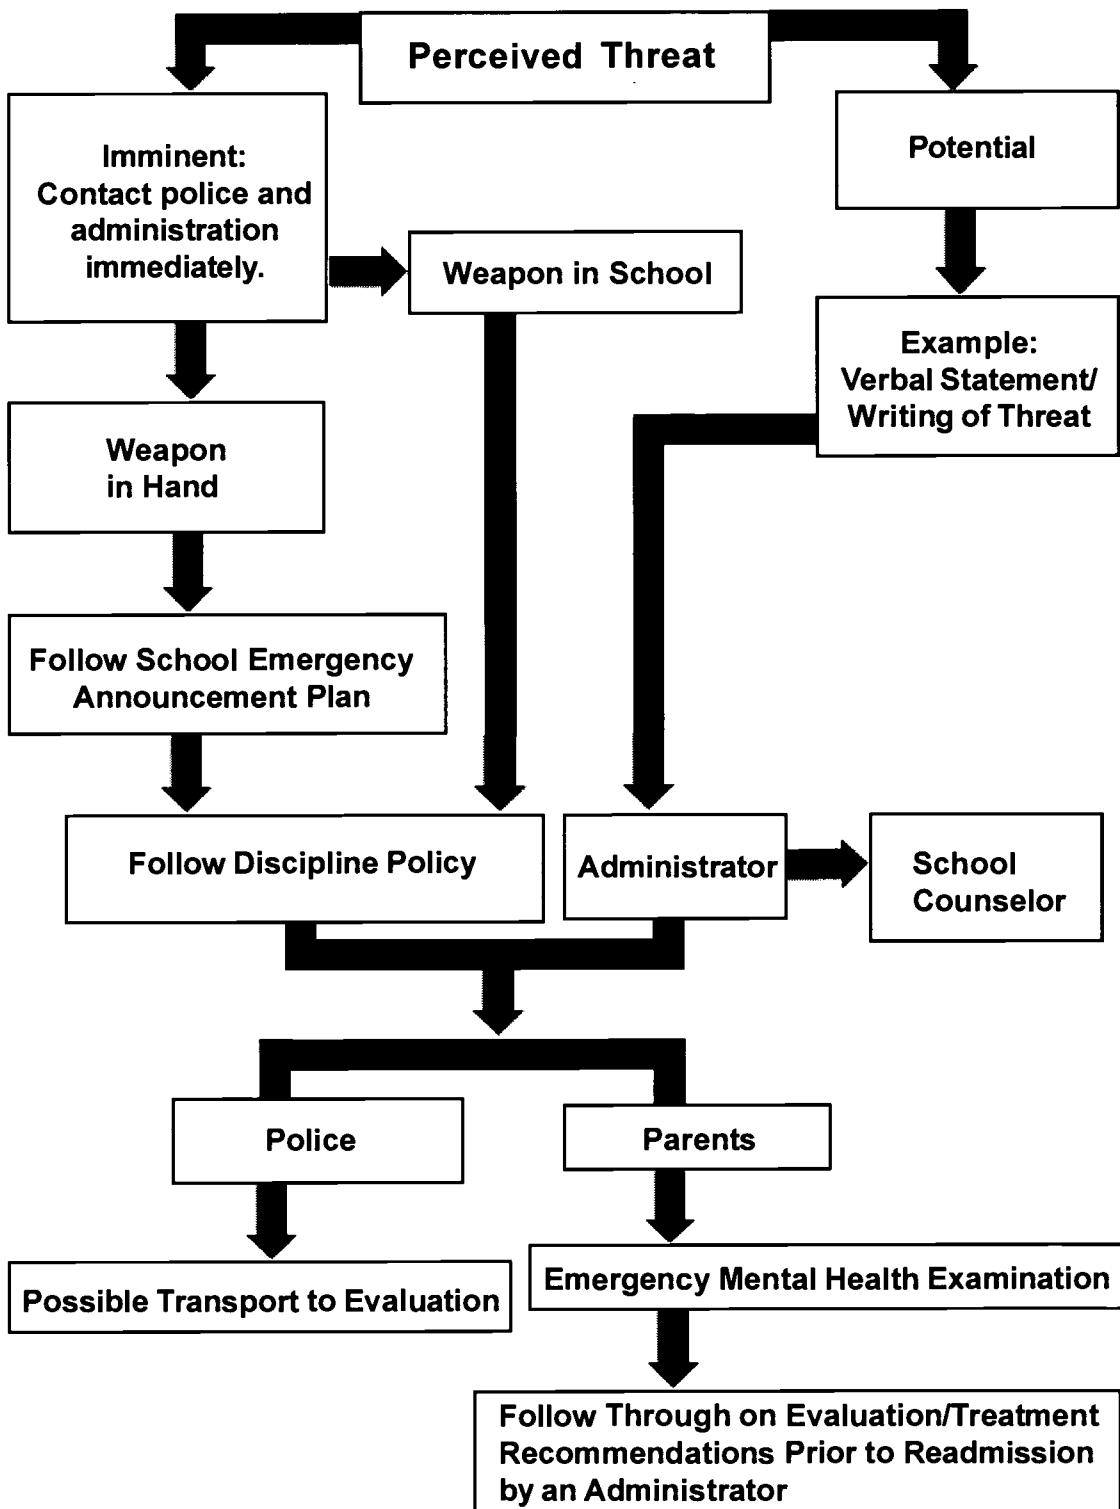 Perceived Threat
Imminent:
Contact police and
administration
immediately.
Potential
Weapon in School
Example:
Verbal Statement/
Writing of Threat
Weapon
in Hand
Follow School Emergency
Announcement Plan
Follow Discipline Policy
Administrator
School
Counselor
Police
Parents
Possible Transport to Evaluation
Emergency Mental Health Examination
Follow Through on Evaluation/Treatment
Recommendations Prior to Readmission
by an Administrator